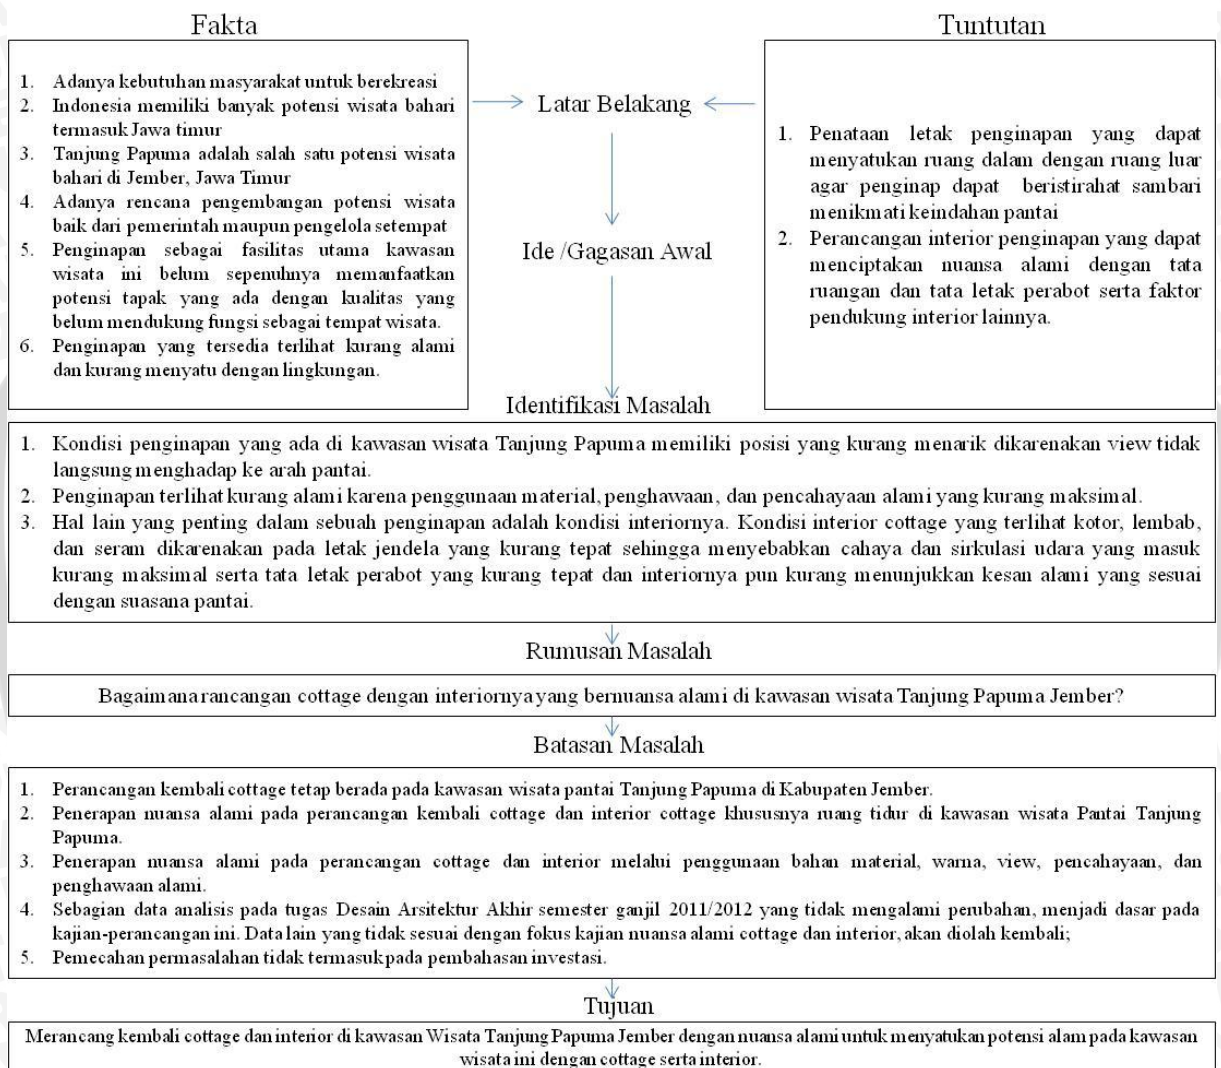 Fakta
1. Adanya kebutuhan masyarakat untuk berekreasi
2. Indonesia memiliki banyak potensi wisata bahari
termasuk Jawa timur
3. Tanjung Papuma adalah salah satu potensi wisata
bahari di Jember, Jawa Timur
4. Adanya rencana pengembangan potensi wisata
baik dari pemerintah maupun pengelola setempat
5. Penginapan sebagai fasilitas utama kawasan
wisata ini belum sepenuhnya memanfaatkan
potensi tapak yang ada dengan kualitas yang
belum mendukung fungsi sebagai tempat wisata.
6. Penginapan yang tersedia terlihat kurang alami
dan kurang menyatu dengan lingkungan.
Latar Belakang
Ide /Gagasan Awal
Tuntutan
1. Penataan letak penginapan yang dapat
menyatukan ruang dalam dengan ruang luar
agar penginap dapat beristirahat sambari
menikmati keindahan pantai
2. Perancangan interior penginapan yang dapat
menciptakan nuansa alami dengan tata
ruangan dan tata letak perabot serta faktor
pendukung interior lainnya.
Identifikasi Masalah
1. Kondisi penginapan yang ada di kawasan wisata Tanjung Papuma memiliki posisi yang kurang menarik dikarenakan view tidak
langsung menghadap ke arah pantai.
2. Penginapan terlihat kurang alami karena penggunaan material, penghawaan, dan pencahayaan alami yang kurang maksimal.
3. Hal lain yang penting dalam sebuah penginapan adalah kondisi interiornya. Kondisi interior cottage yang terlihat kotor, lembab,
dan seram dikarenakan pada letak jendela yang kurang tepat sehingga menyebabkan cahaya dan sirkulasi udara yang masuk
kurang maksimal serta tata letak perabot yang kurang tepat dan interiornya pun kurang menunjukkan kesan alami yang sesuai
dengan suasana pantai.
Rumusan Masalah
Bagaimana rancangan cottage dengan interiornya yang bernuansa alami di kawasan wisata Tanjung Papuma Jember?
Batasan Masalah
1. Perancangan kembali cottage tetap berada pada kawasan wisata pantai Tanjung Papuma di Kabupaten Jember.
2. Penerapan nuansa alami pada perancangan kembali cottage dan interior cottage khususnya ruang tidur di kawasan wisata Pantai Tanjung
Papuma.
3. Penerapan nuansa alami pada perancangan cottage dan interior melalui penggunaan bahan material, warna, view, pencahayaan, dan
penghawaan alami.
4. Sebagian data analisis pada tugas Desain Arsitektur Akhir semester ganjil 2011/2012 yang tidak mengalami perubahan, menjadi dasar pada
kajian-perancangan ini. Data lain yang tidak sesuai dengan fokus kajian nuansa alami cottage dan interior, akan diolah kembali;
5. Pemecahan permasalahan tidak termasuk pada pembahasan investasi.
Tujuan
Merancang kembali cottage dan interior di kawasan Wisata Tanjung Papuma Jember dengan nuansa alami untuk menyatukan potensi alam pada kawasan
wisata ini dengan cottage serta interior.